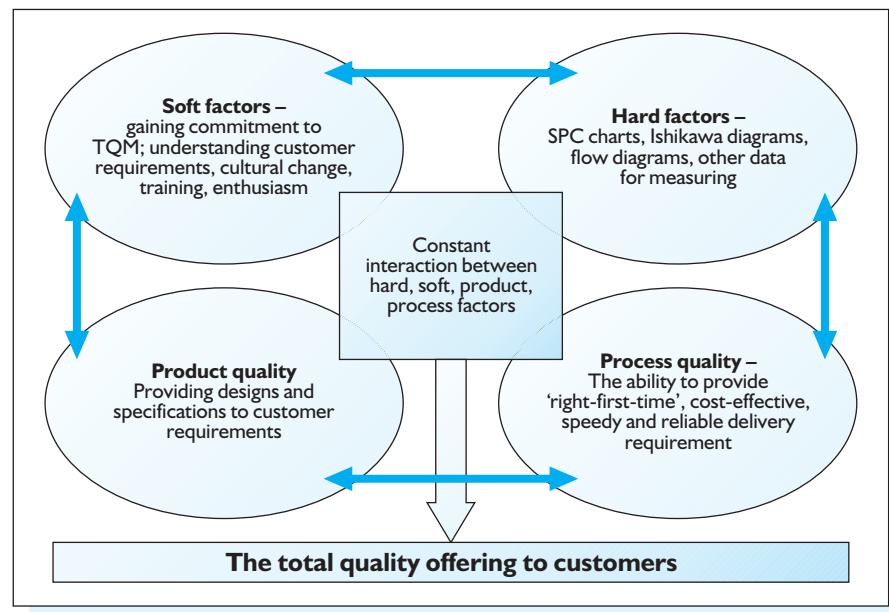 Soft factors –
gaining commitment to
TQM; understanding customer
requirements, cultural change,
training, enthusiasm
Hard factors –
SPC charts, Ishikawa diagrams,
flow diagrams, other data
for measuring
Constant
interaction between
hard, soft, product,
process factors
Product quality
Providing designs and
specifications to customer
requirements
Process quality –
The ability to provide
‘right-first-time’, cost-effective,
speedy and reliable delivery
requirement
The total quality offering to customers